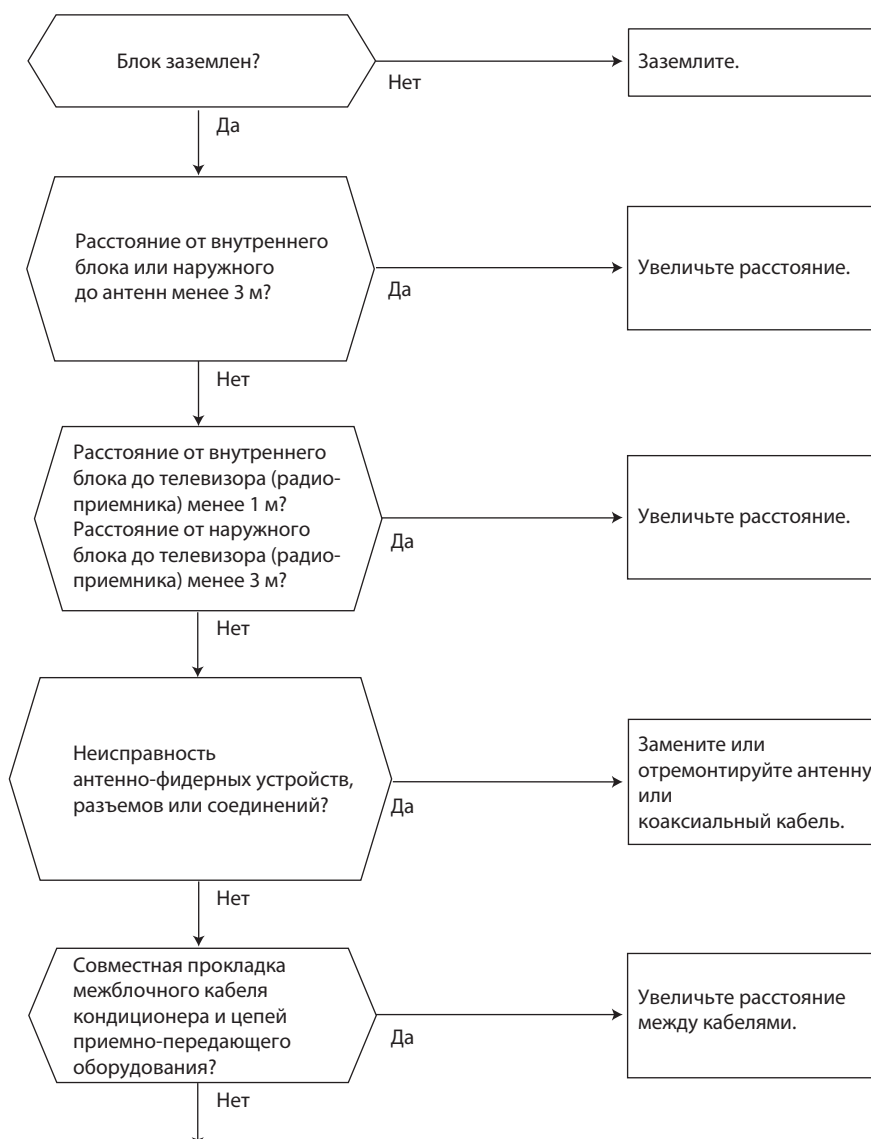 Блок заземлен?
Нет
Заземлите.
Да
Расстояние от внутреннего
блока или наружного
до антенн менее 3 м?
Да
Увеличьте расстояние.
Нет
Расстояние от внутреннего
блока до телевизора (радио-
приемника) менее 1 м?
Расстояние от наружного
блока до телевизора (радио-
приемника) менее 3 м?
Да
Увеличьте расстояние.
Нет
Неисправность
антенно-фидерных устройств,
разъемов или соединений?
Да
Замените или
отремонтируйте антенну
или
коаксиальный кабель.
Нет
Совместная прокладка
межблочного кабеля
кондиционера и цепей
приемно-передающего
оборудования?
Да
Увеличьте расстояние
между кабелями.
Нет